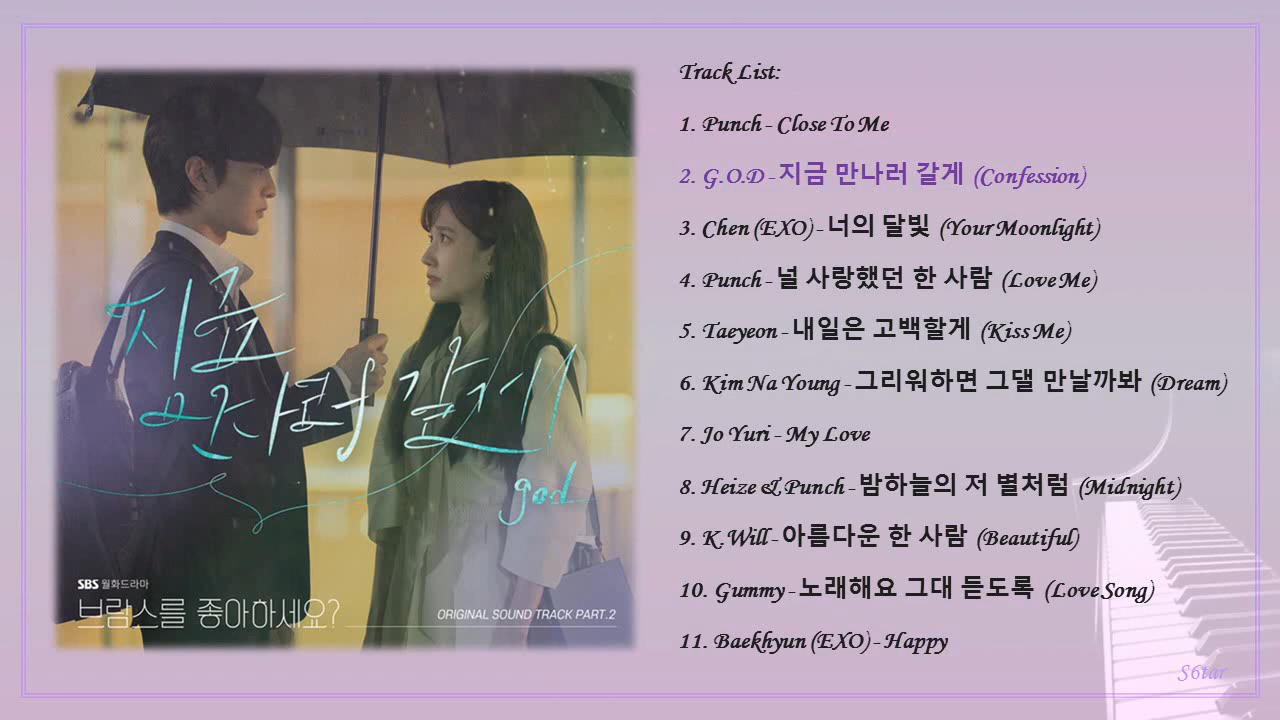 지금
만나러 갈게
god
SBS 월화드라마
브람스를 좋아하세요?
ORIGINAL SOUND TRACK PART.2
Track List:
1. Punch - Close To Me
2. G.O.D - 지금 만나러 갈게 (Confession)
3. Chen (EXO) - 너의 달빛 (Your Moonlight)
4. Punch - 널 사랑했던 한 사람 (Love Me)
5. Taeyeon - 내일은 고백할게 (Kiss Me)
6. Kim Na Young - 그리워하면 그댈 만날까봐 (Dream)
7. Jo Yuri - My Love
8. Heize & Punch - 밤하늘의 저 별처럼 (Midnight)
9. K.Will - 아름다운 한 사람 (Beautiful)
10. Gummy - 노래해요 그대 듣도록 (Love Song)
11. Baekhyun (EXO) - Happy
S6tar